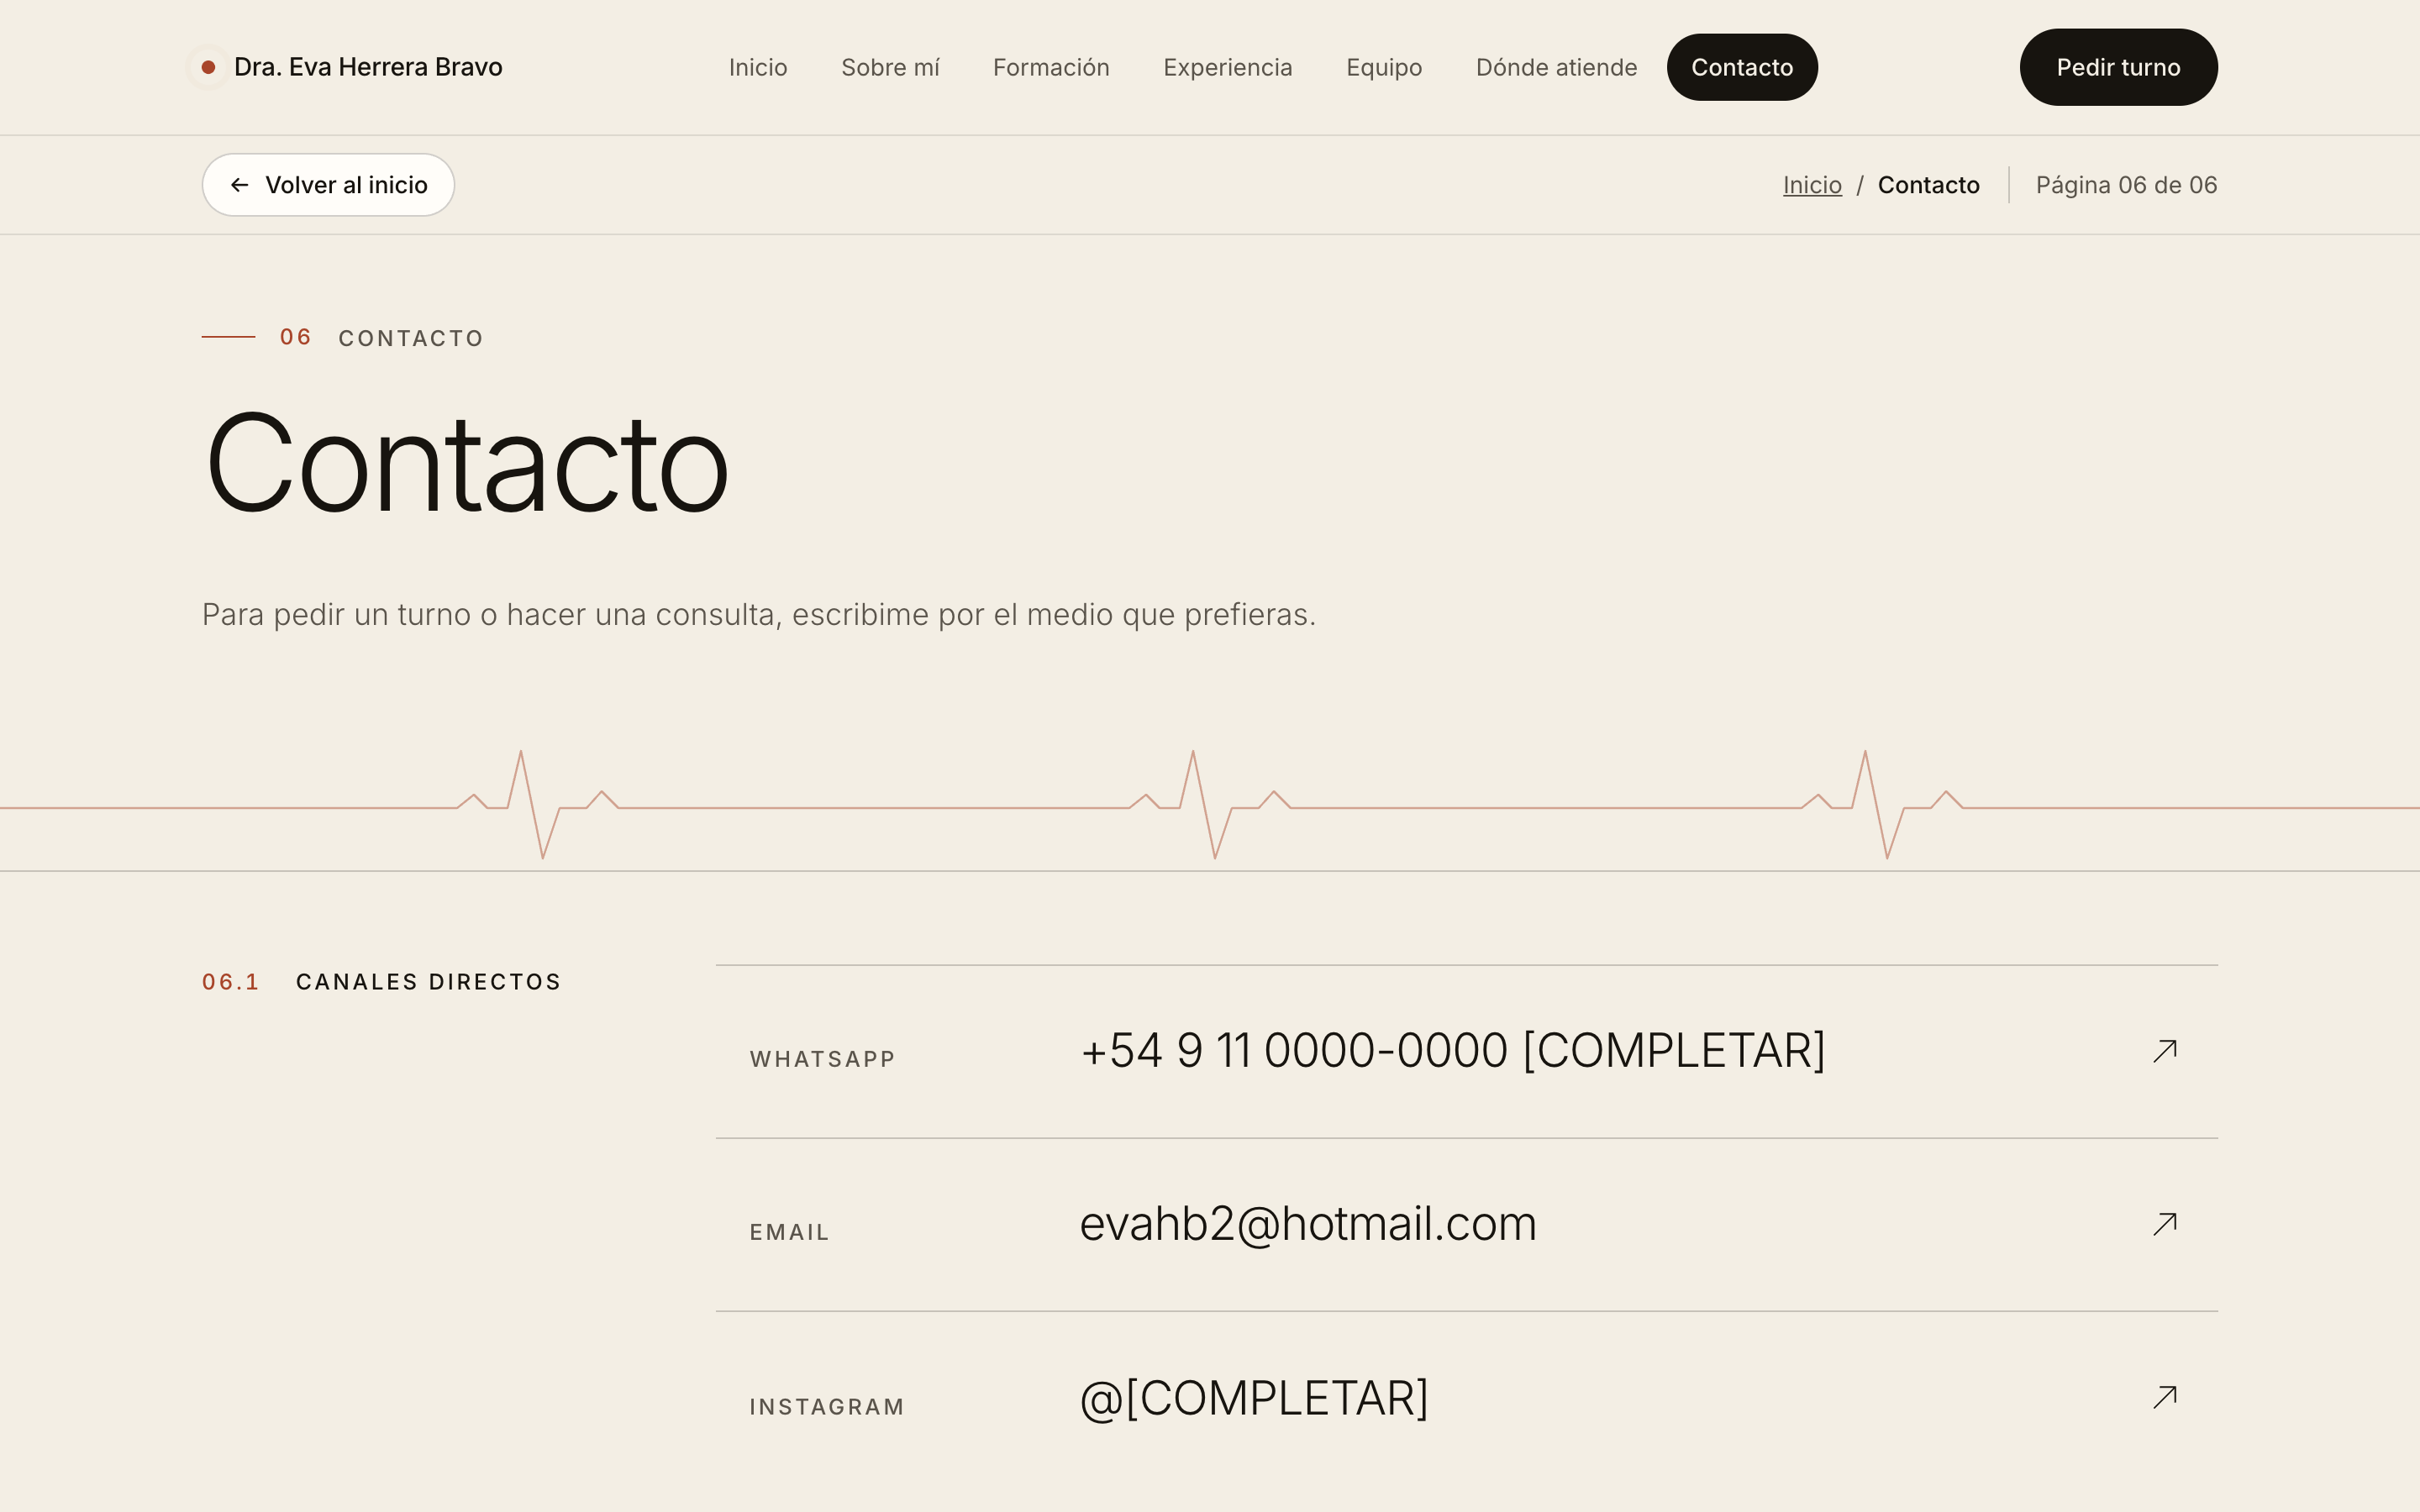 Dra. Eva Herrera Bravo
Inicio Sobre mí Formación Experiencia Equipo Dónde atiende Contacto
Pedir turno
← Volver al inicio
Inicio / Contacto
Página 06 de 06
06 CONTACTO
Contacto
Para pedir un turno o hacer una consulta, escribime por el medio que prefieras.
06.1 CANALES DIRECTOS
WHATSAPP
+54 9 11 0000-0000 [COMPLETAR]
EMAIL
evahb2@hotmail.com
INSTAGRAM
@[COMPLETAR]